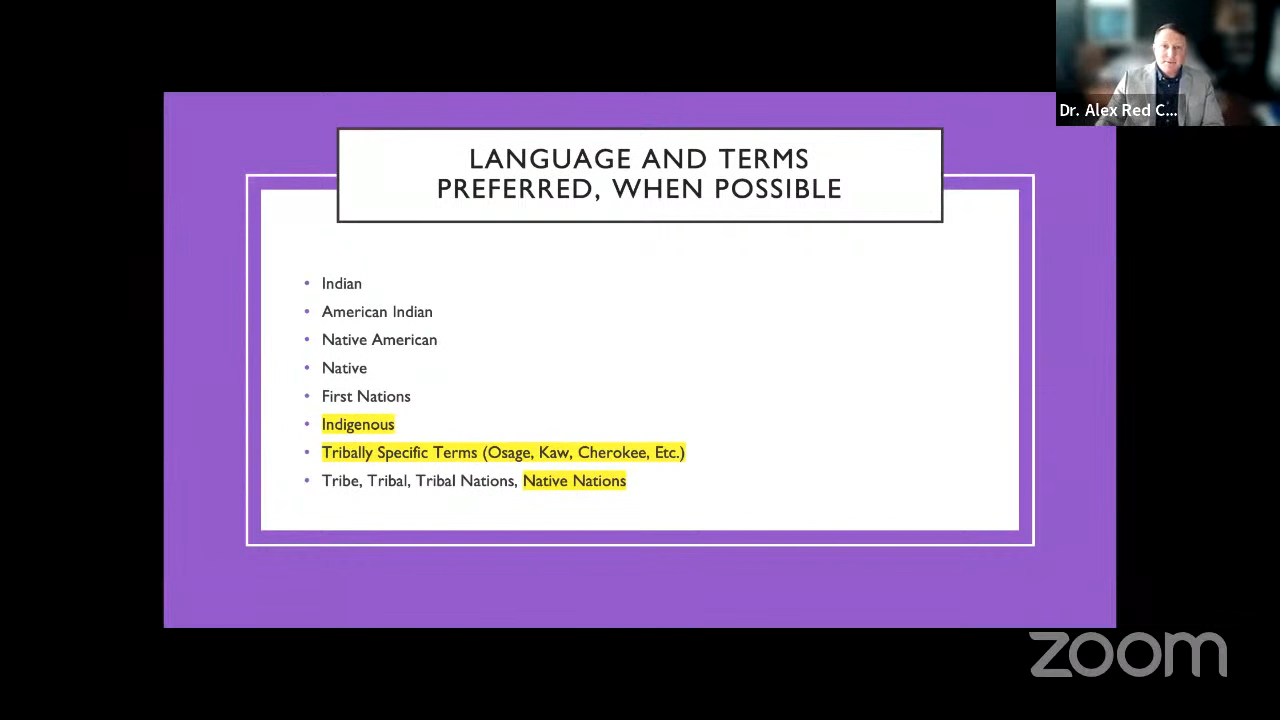 Dr. Alex Red C...
LANGUAGE AND TERMS
PREFERRED, WHEN POSSIBLE
• Indian
• American Indian
• Native American
• Native
• First Nations
• Indigenous
• Tribally Specific Terms (Osage, Kaw, Cherokee, Etc.)
• Tribe, Tribal, Tribal Nations, Native Nations
zoom